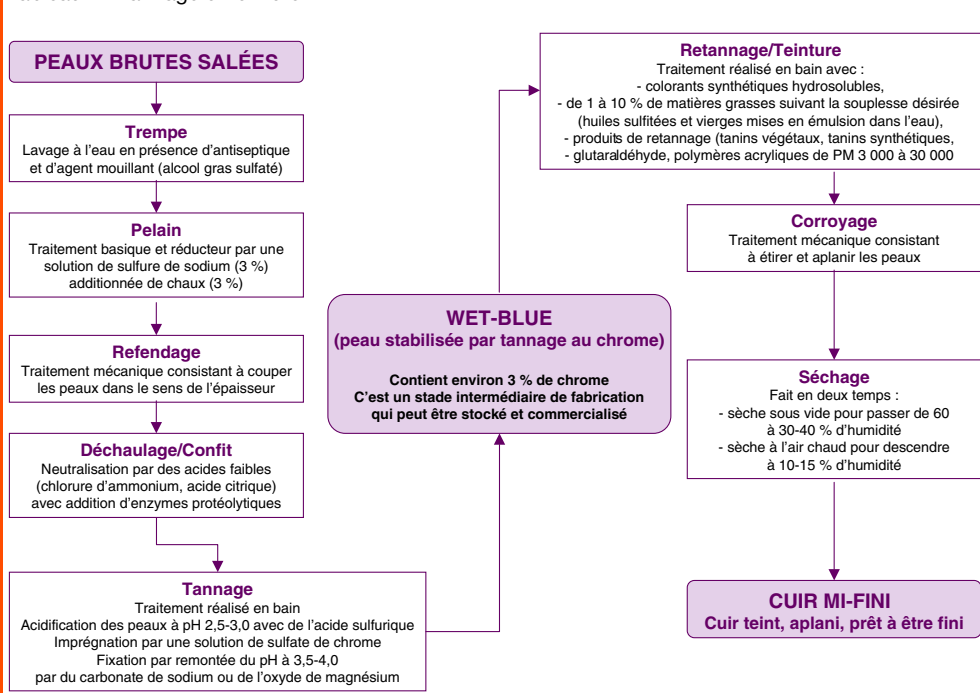 PEAUX BRUTES SALÉES
Trempe
Lavage à l'eau en présence d'antiseptique
et d'agent mouillant (alcool gras sulfaté)
Pelain
Traitement basique et réducteur par une
solution de sulfure de sodium (3 %)
additionnée de chaux (3 %)
Refendage
Traitement mécanique consistant à couper
les peaux dans le sens de l'épaisseur
Déchaulage/Confit
Neutralisation par des acides faibles
(chlorure d'ammonium, acide citrique)
avec addition d'enzymes protéolytiques
Tannage
Traitement réalisé en bain
Acidification des peaux à pH 2,5-3,0 avec de l'acide sulfurique
Imprégnation par une solution de sulfate de chrome
Fixation par remontée du pH à 3,5-4,0
par du carbonate de sodium ou de l'oxyde de magnésium
WET-BLUE
(peau stabilisée par tannage au chrome)
Contient environ 3 % de chrome
C'est un stade intermédiaire de fabrication
qui peut être stocké et commercialisé
Retannage/Teinture
Traitement réalisé en bain avec :
- colorants synthétiques hydrosolubles,
- de 1 à 10 % de matières grasses suivant la souplesse désirée
(huiles sulfitées et vierges mises en émulsion dans l'eau),
- produits de retannage (tanins végétaux, tanins synthétiques,
- glutaraldéhyde, polymères acryliques de PM 3 000 à 30 000
Corroyage
Traitement mécanique consistant
à étirer et aplanir les peaux
Séchage
Fait en deux temps :
- sèche sous vide pour passer de 60
à 30-40 % d'humidité
- sèche à l'air chaud pour descendre
à 10-15 % d'humidité
CUIR MI-FINI
Cuir teint, aplani, prêt à être fini